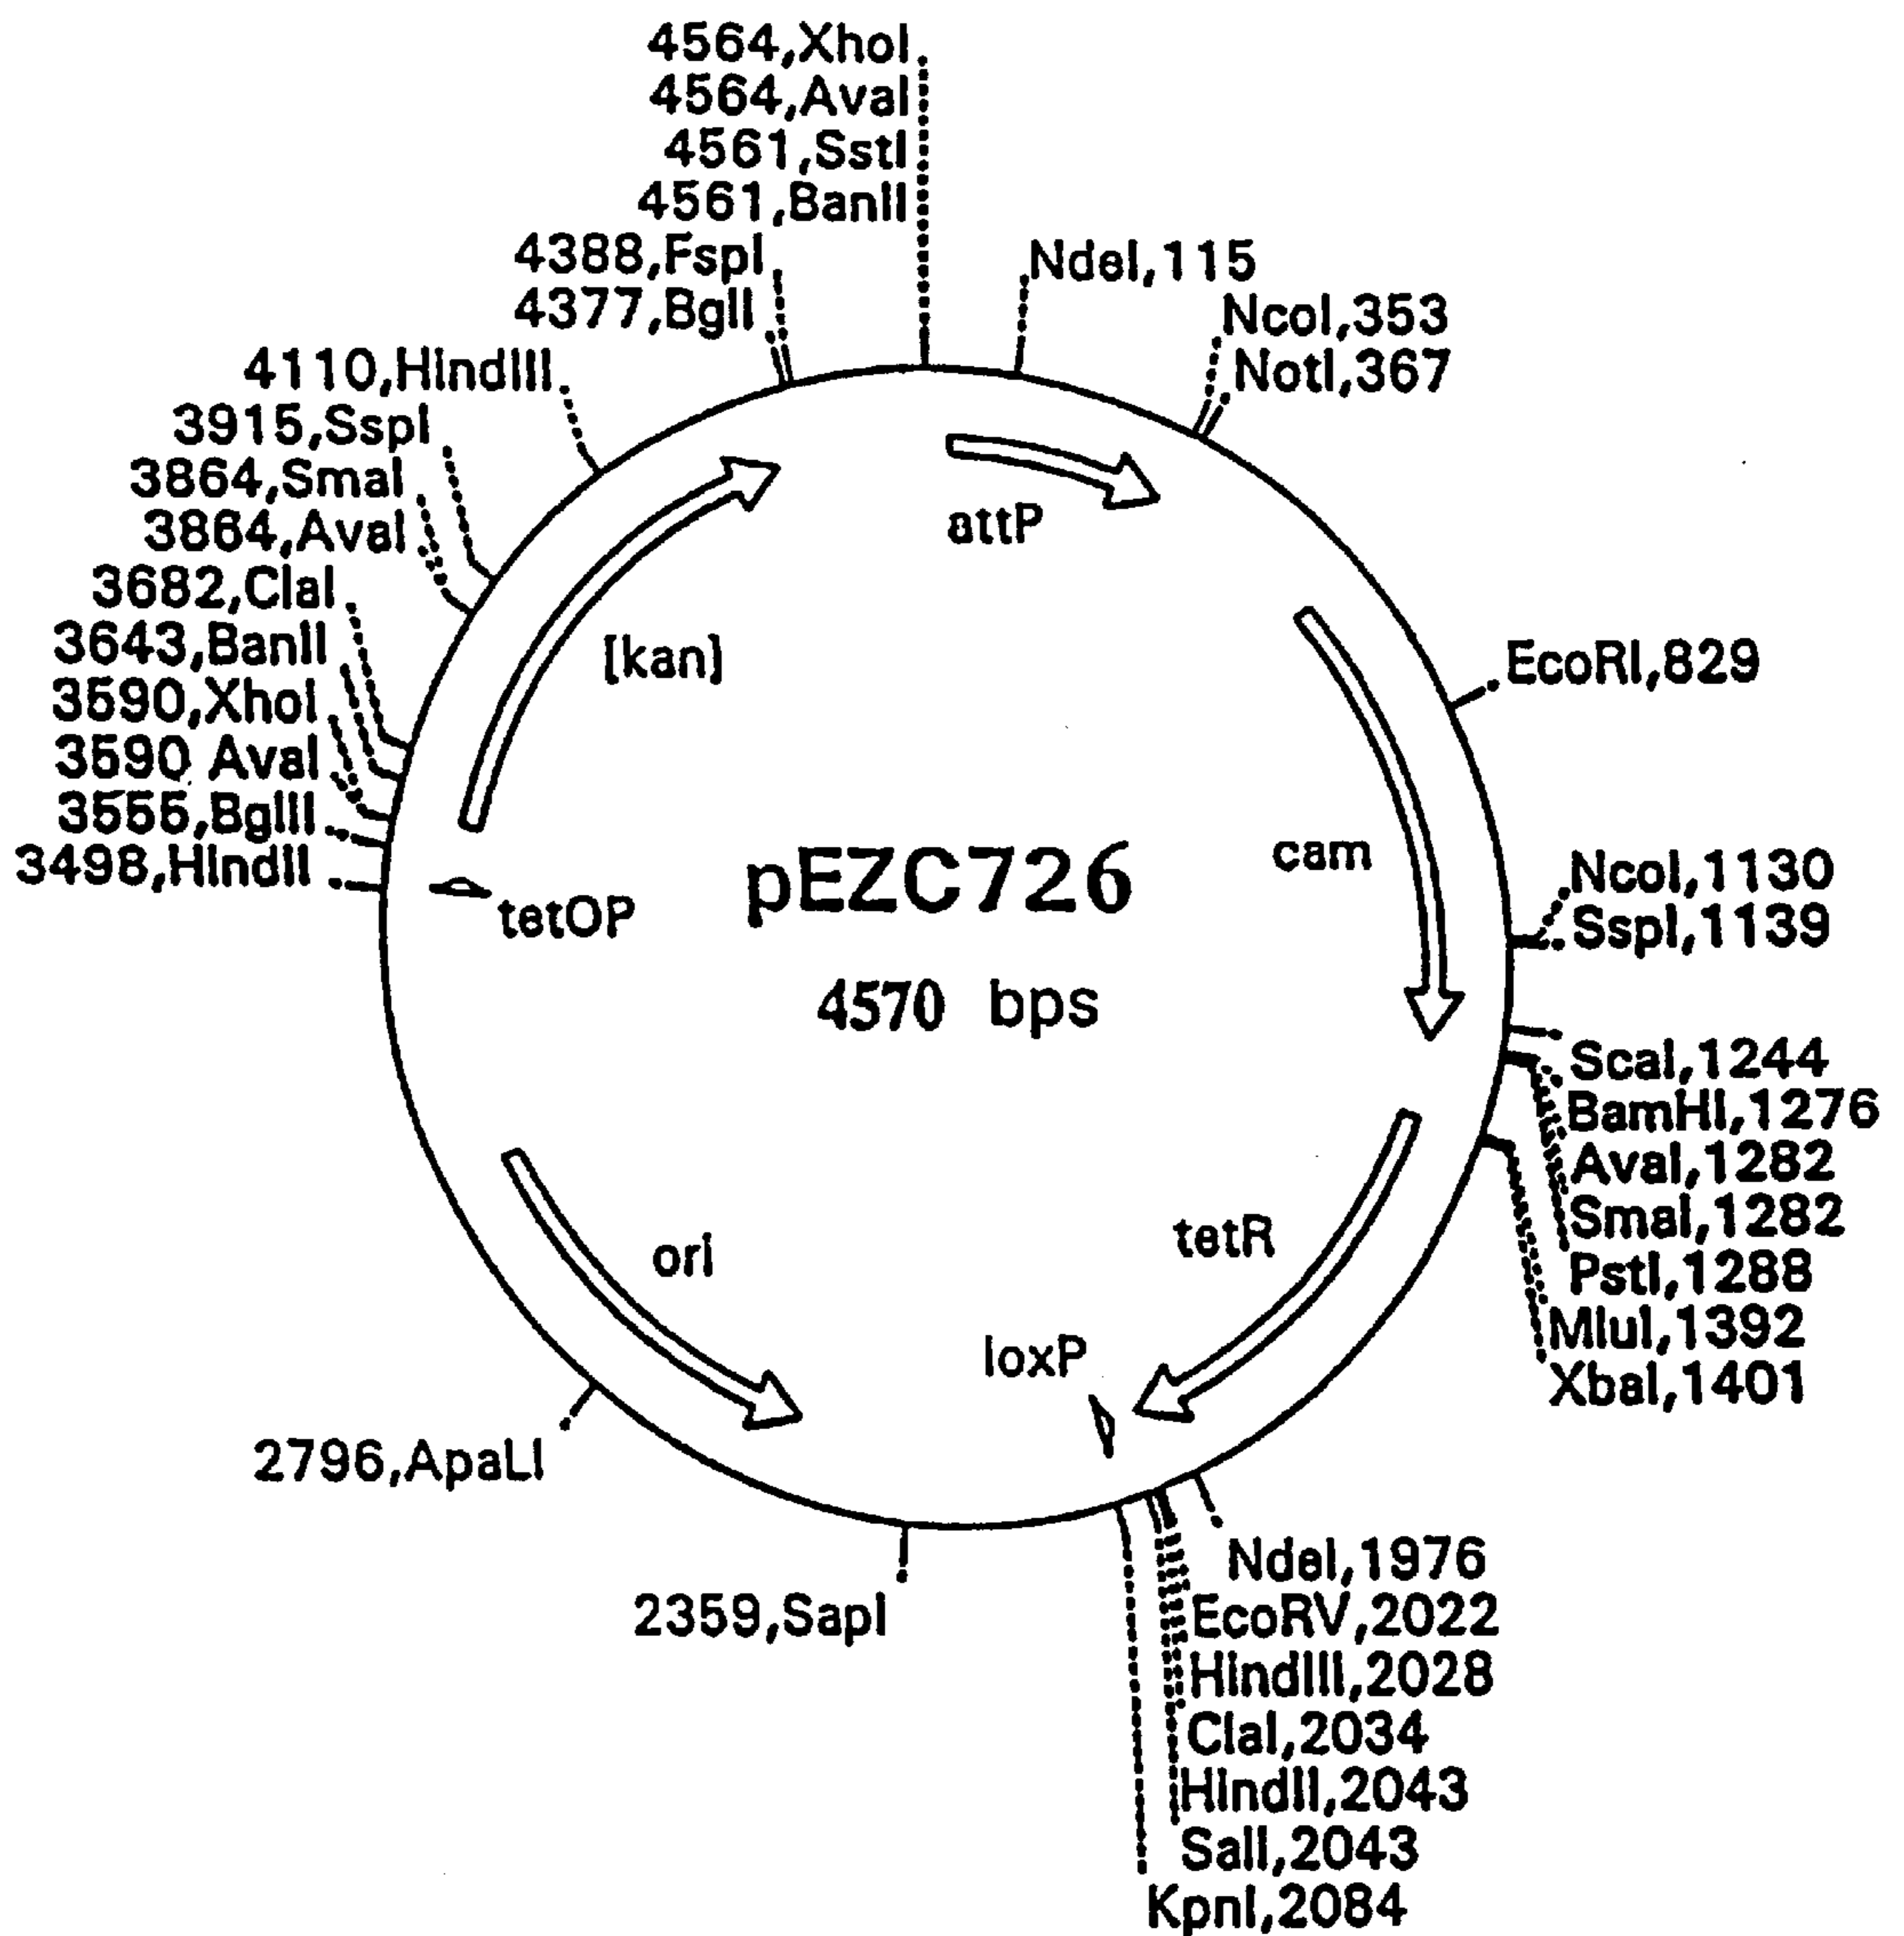 4564,XhoI
4564,AvaI
4561,SstI
4561,BanII
4388,FspI
4377,BglI
4110,HindIII
3915,SspI
3864,SmaI
3864,AvaI
3682,ClaI
3643,BanII
3590,XhoI
3590 AvaI
3555,BglII
3498,HindII
NdeI,115
NcoI,353
NotI,367
EcoRI,829
NcoI,1130
SspI,1139
ScaI,1244
BamHI,1276
AvaI,1282
SmaI,1282
PstI,1288
MluI,1392
XbaI,1401
attP
[kan]
cam
pEZC726
4570 bps
tetOP
tetR
ori
loxP
2796,ApaLI
2359,SapI
NdeI,1976
EcoRV,2022
HindIII,2028
ClaI,2034
HindII,2043
SalI,2043
KpnI,2084